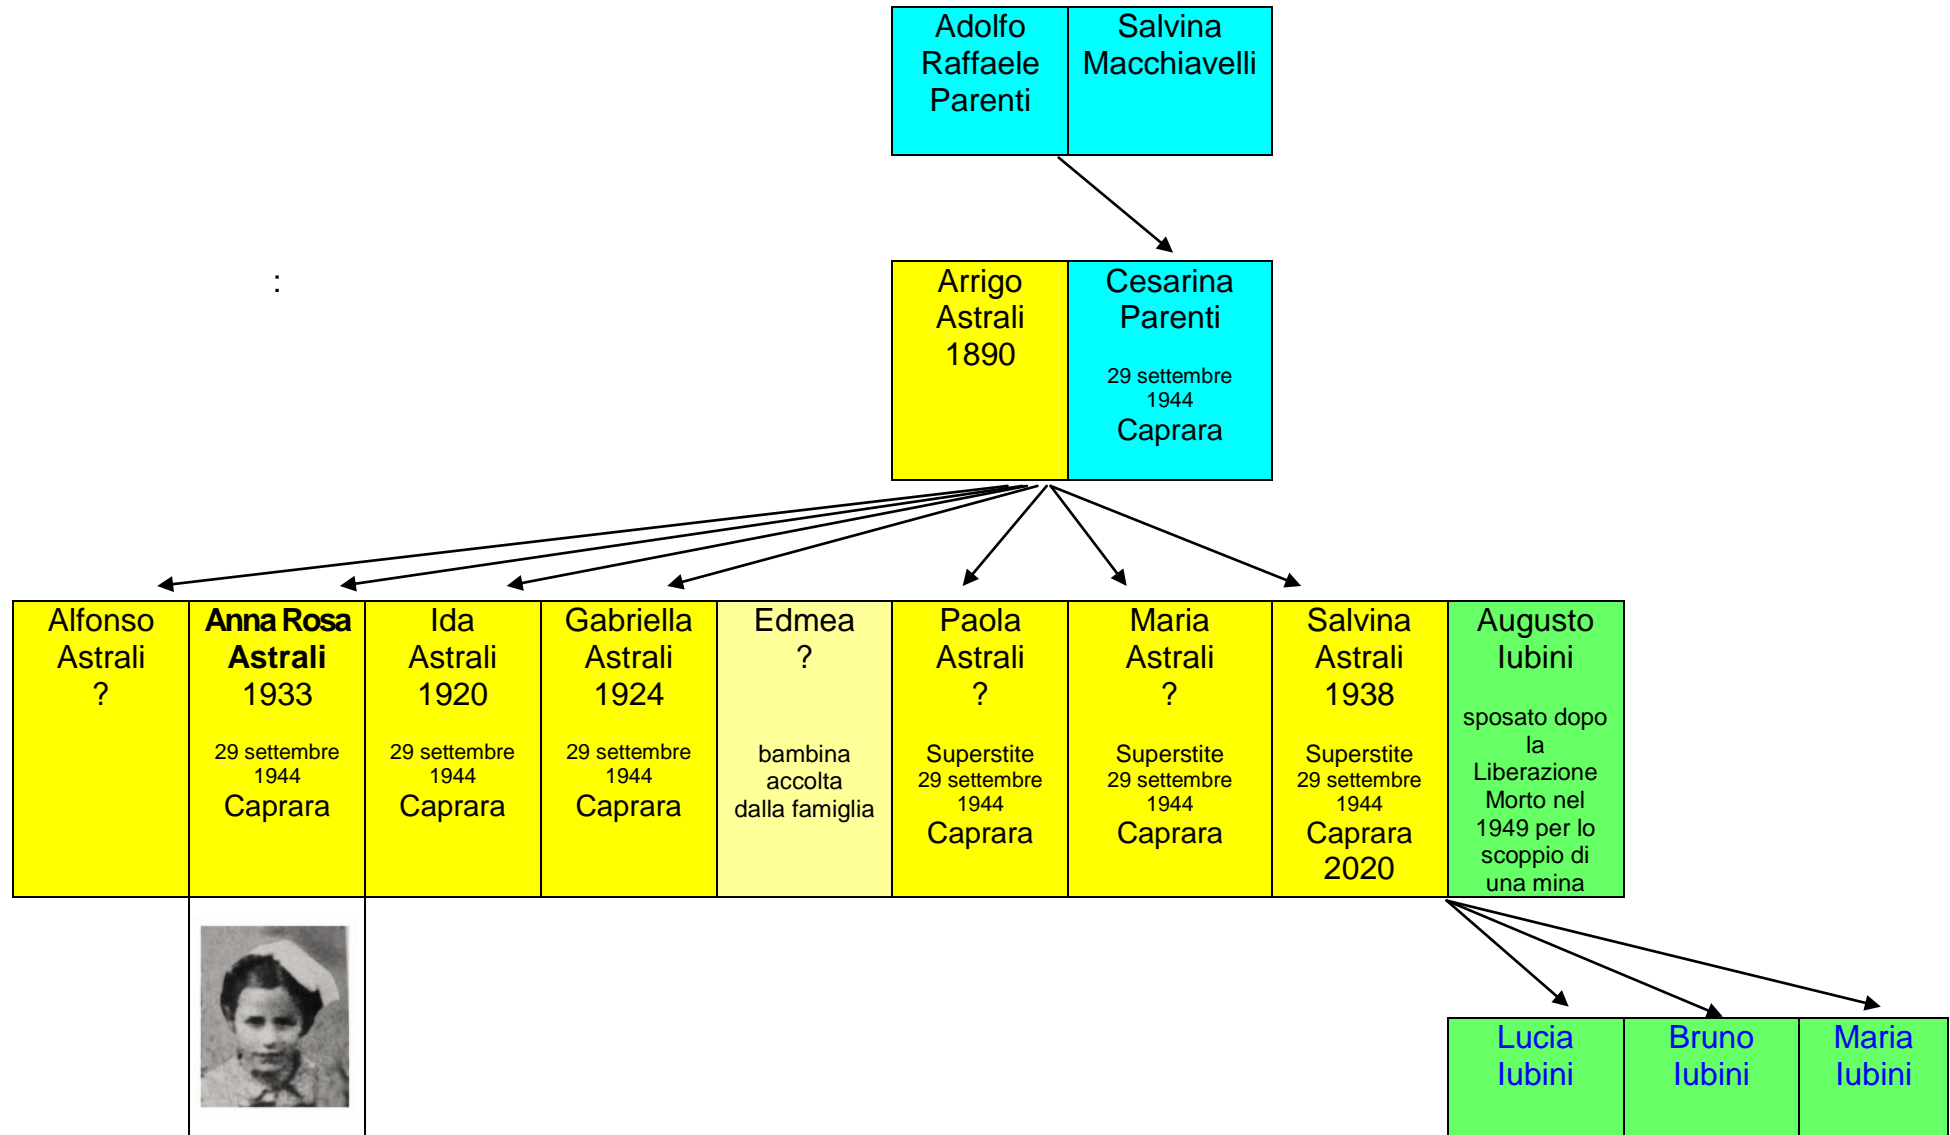 Adolfo
Raffaele
Parenti
Salvina
Macchiavelli
:
Arrigo
Astrali
1890
Cesarina
Parenti
29 settembre
1944
Caprara
Alfonso
Astrali
?
Anna Rosa
Astrali
1933
29 settembre
1944
Caprara
Ida
Astrali
1920
29 settembre
1944
Caprara
Gabriella
Astrali
1924
29 settembre
1944
Caprara
Edmea
?
bambina
accolta
dalla famiglia
Paola
Astrali
?
Superstite
29 settembre
1944
Caprara
Maria
Astrali
?
Superstite
29 settembre
1944
Caprara
Salvina
Astrali
1938
Superstite
29 settembre
1944
Caprara
2020
Augusto
Iubini
sposato dopo
la
Liberazione
Morto nel
1949 per lo
scoppio di
una mina
Lucia
Iubini
Bruno
Iubini
Maria
Iubini